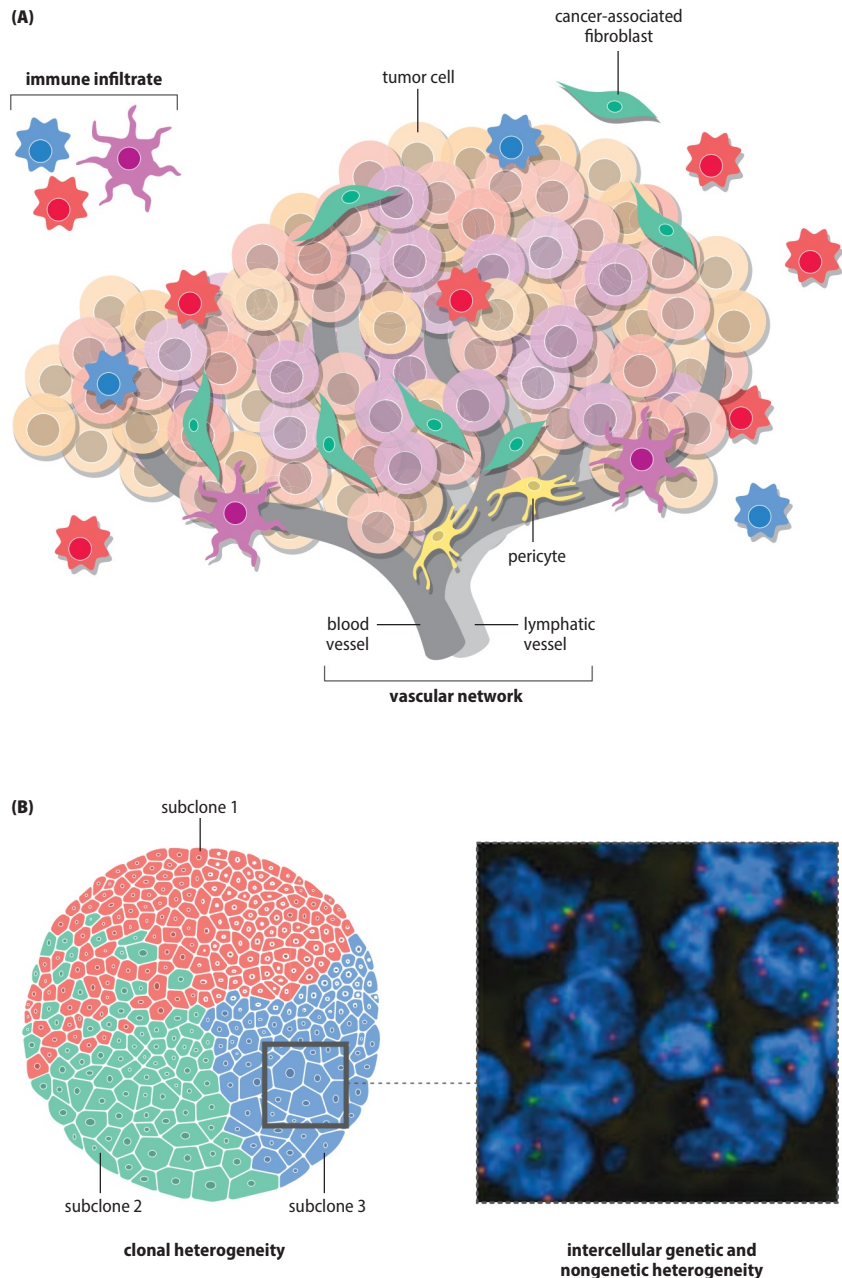 (A)
cancer-associated
fibroblast
immune infiltrate
tumor cell
pericyte
blood
vessel
lymphatic
vessel
vascular network
(B)
subclone 1
subclone 2
subclone 3
clonal heterogeneity
intercellular genetic and
nongenetic heterogeneity